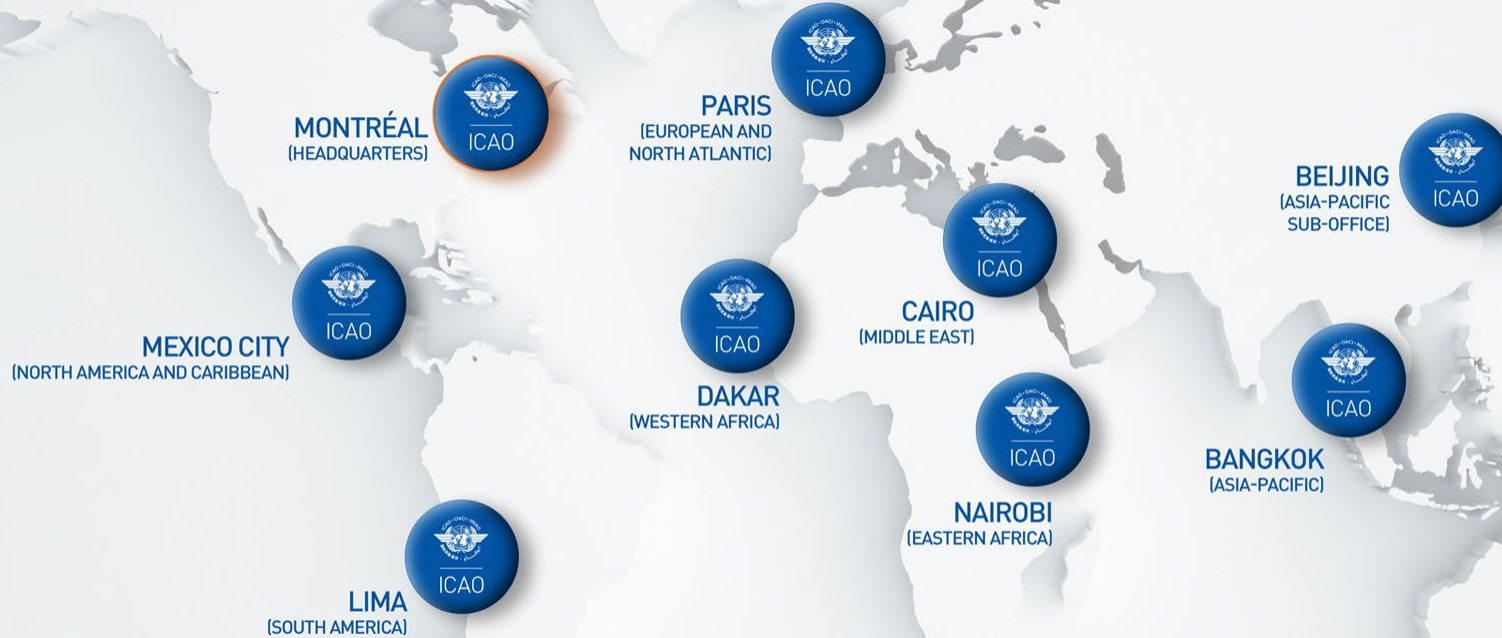 ICAO
PARIS
(EUROPEAN AND
NORTH ATLANTIC)
ICAO
MONTRÉAL
(HEADQUARTERS)
ICAO
BEIJING
(ASIA-PACIFIC
SUB-OFFICE)
ICAO
CAIRO
(MIDDLE EAST)
ICAO
MEXICO CITY
(NORTH AMERICA AND CARIBBEAN)
ICAO
DAKAR
(WESTERN AFRICA)
ICAO
BANGKOK
(ASIA-PACIFIC)
ICAO
NAIROBI
(EASTERN AFRICA)
ICAO
LIMA
(SOUTH AMERICA)